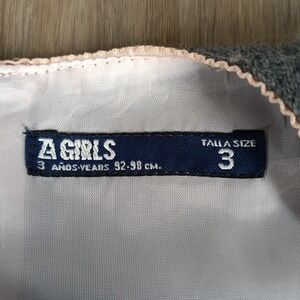 ZA GIRLS
3 AÑOS-YEARS 92-98 CM.
TALLA SIZE
3